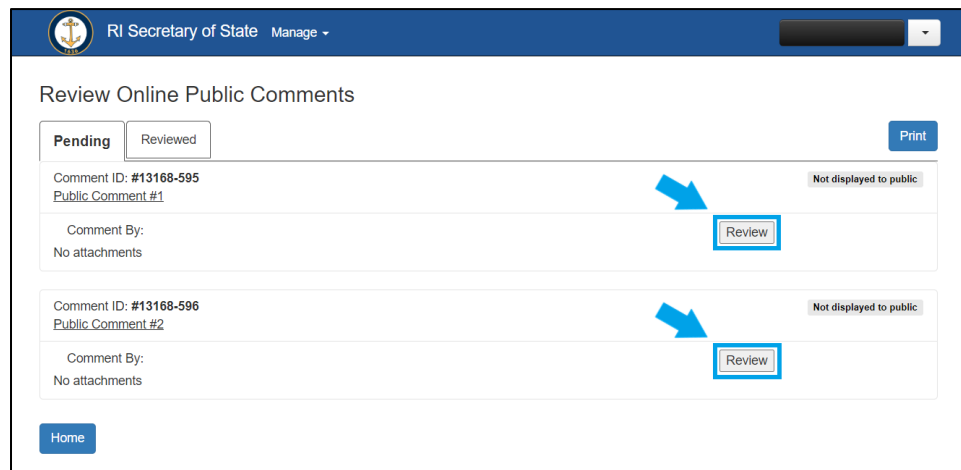 RI Secretary of State Manage
Review Online Public Comments
Pending Reviewed Print
Comment ID: #13168-595 Not displayed to public
Public Comment #1
Comment By: Review
No attachments
Comment ID: #13168-596 Not displayed to public
Public Comment #2
Comment By: Review
No attachments
Home